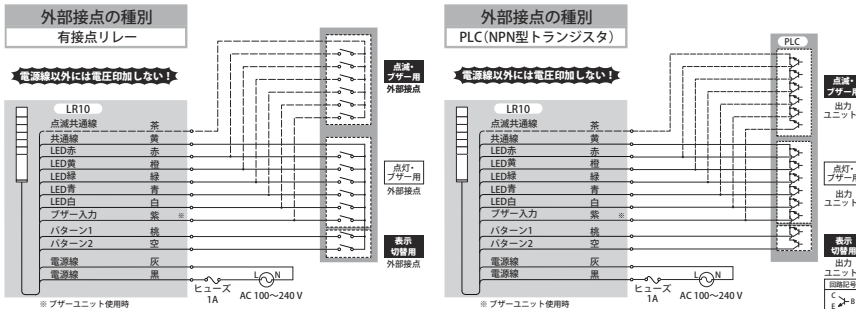 外部接点の種別
有接点リレー
電源線以外には電圧印加しない!
LR10
点滅共通線 茶
共通線 黄
LED赤 赤
LED黄 橙
LED緑 緑
LED青 青
LED白 白
ブザー入力 紫 ※
パターン1 桃
パターン2 空
電源線 灰
電源線 黒
※ ブザーユニット使用時
ヒューズ
1A
L N
AC 100〜240 V
点滅・
ブザー用
外部接点
点灯・
ブザー用
外部接点
表示
切替用
外部接点
外部接点の種別
PLC(NPN型トランジスタ)
電源線以外には電圧印加しない!
LR10
点滅共通線 茶
共通線 黄
LED赤 赤
LED黄 橙
LED緑 緑
LED青 青
LED白 白
ブザー入力 紫 ※
パターン1 桃
パターン2 空
電源線 灰
電源線 黒
※ ブザーユニット使用時
ヒューズ
1A
L N
AC 100〜240 V
PLC
点滅・
ブザー用
出力
ユニット
点灯・
ブザー用
出力
ユニット
表示
切替用
出力
ユニット
回路記号
C
B
E